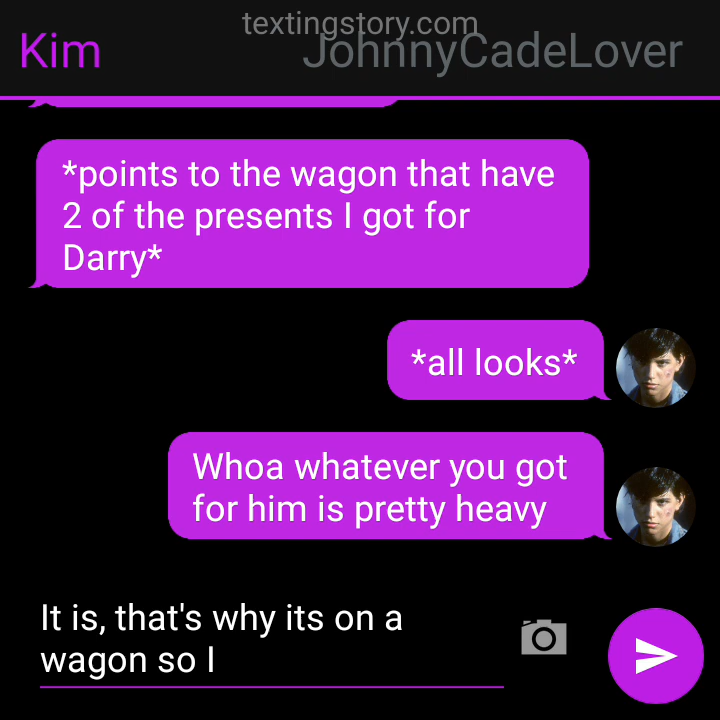 textingstory.com
Kim
JohnnyCadeLover
*points to the wagon that have
2 of the presents I got for
Darry*
*all looks*
Whoa whatever you got
for him is pretty heavy
It is, that's why its on a
wagon so I